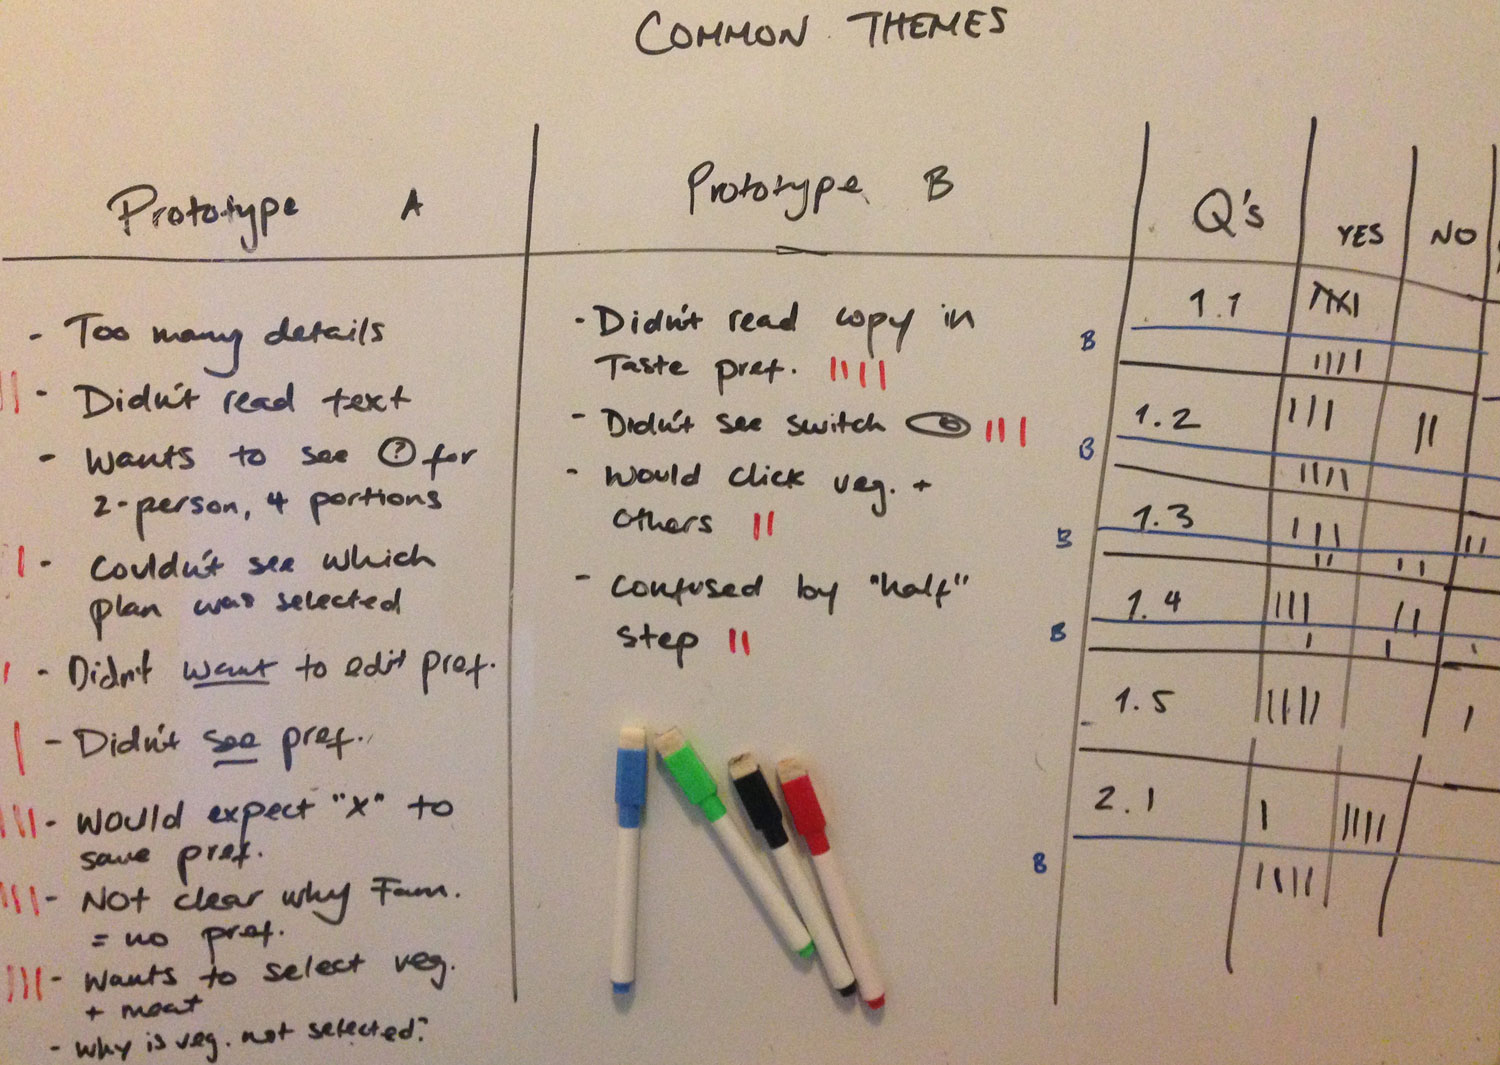 COMMON THEMES
Prototype A
- Too many details
- Didn't read text
- Wants to see ? for
2-person, 4 portions
- Couldn't see which
plan was selected
- Didn't want to edit pref.
- Didn't see pref.
- Would expect "X" to
save pref.
- Not clear why Fam.
= no pref.
- Wants to select veg.
+ meat
- Why is veg. not selected?
Prototype B
- Didn't read copy in
Taste pref.
- Didn't see switch
- Would click veg. +
others
- Confused by "half"
step
Q's YES NO
1.1
B
1.2
B
1.3
B
1.4
B
1.5
2.1
B